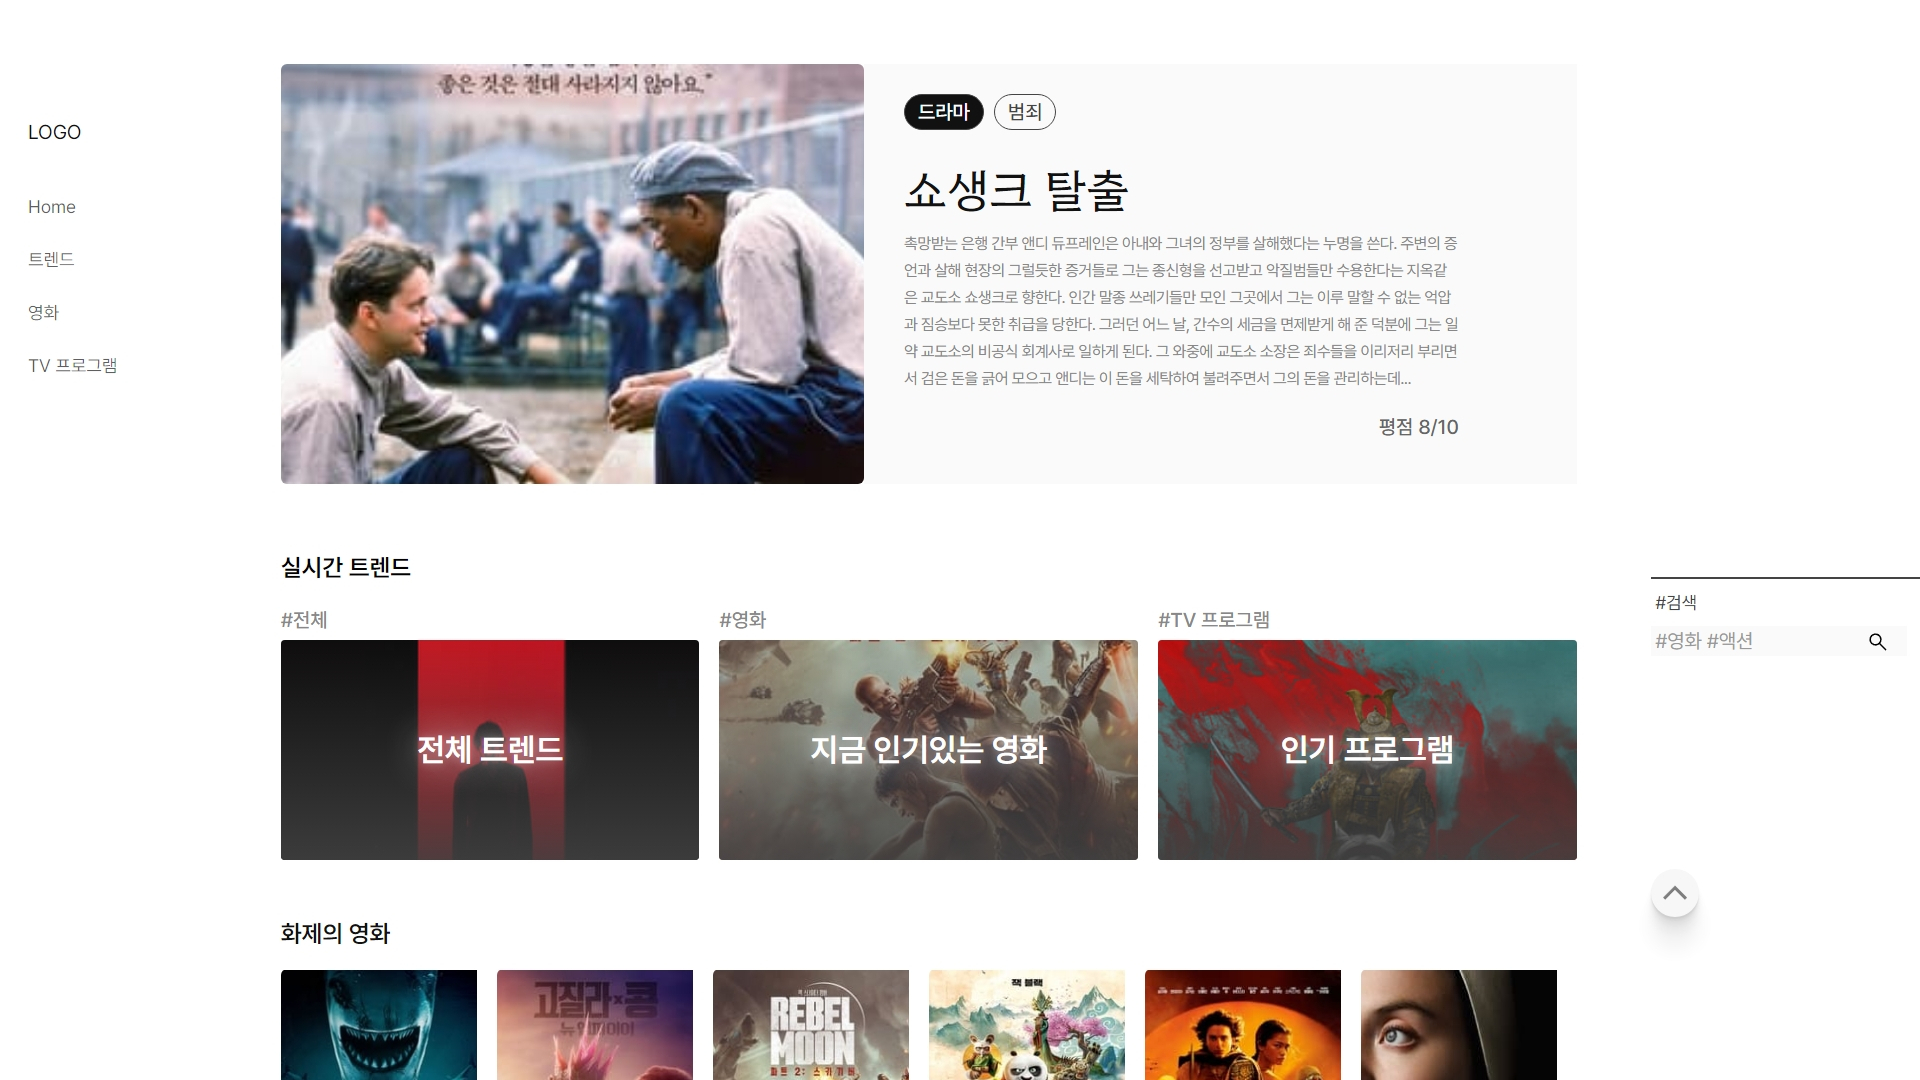 LOGO
Home
트렌드
영화
TV 프로그램
좋은 것은 절대 사라지지 않아요."
드라마
범죄
쇼생크 탈출
촉망받는 은행 간부 앤디 듀프레인은 아내와 그녀의 정부를 살해했다는 누명을 쓴다. 주변의 증
언과 살해 현장의 그럴듯한 증거들로 그는 종신형을 선고받고 악질범들만 수용한다는 지옥같
은 교도소 쇼생크로 향한다. 인간 말종 쓰레기들만 모인 그곳에서 그는 이루 말할 수 없는 억압
과 짐승보다 못한 취급을 당한다. 그러던 어느 날, 간수의 세금을 면제받게 해 준 덕분에 그는 일
약 교도소의 비공식 회계사로 일하게 된다. 그 와중에 교도소 소장은 죄수들을 이리저리 부리면
서 검은 돈을 긁어 모으고 앤디는 이 돈을 세탁하여 불려주면서 그의 돈을 관리하는데...
평점 8/10
실시간 트렌드
#전체
#영화
#TV 프로그램
전체 트렌드
지금 인기있는 영화
인기 프로그램
#검색
#영화 #액션
화제의 영화
고질라×콩
뉴 엠파이어
REBEL
MOON
파트 2: 스카기버
잭 블랙